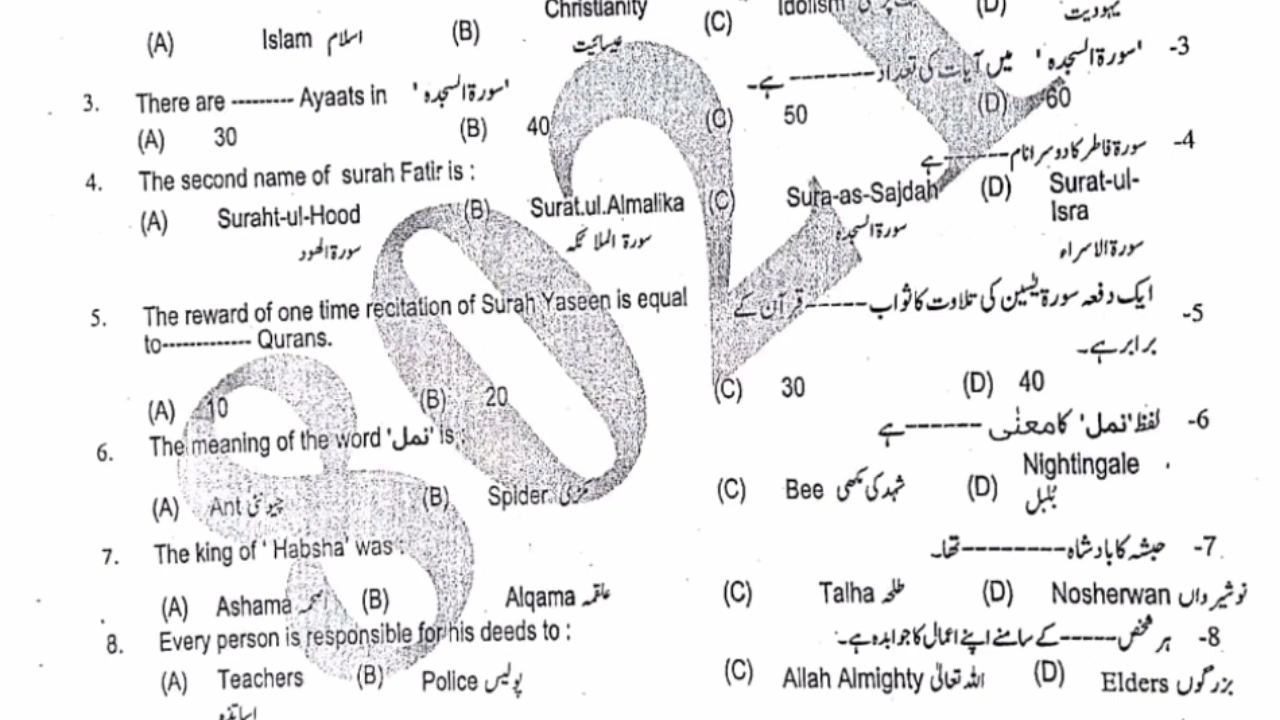 Christianity Idolism (D) یہودیت
(A) Islam اسلام (B) عیسائیت (C)
3. There are --------- Ayaats in 'سورۃ السجدہ' -3 'سورۃ السجدہ' میں آیات کی تعداد--------ہے۔
(A) 30 (B) 40 (C) 50 (D) 60
4. The second name of surah Fatir is : -4 سورۃ فاطر کا دوسرا نام------ہے
(A) Suraht-ul-Hood (B) Surat.ul.Almalika (C) Sura-as-Sajdah (D) Surat-ul-Isra
سورۃ الھود سورۃ الملائکہ سورۃ السجدہ سورۃ الاسراء
5. The reward of one time recitation of Surah Yaseen is equal -5 ایک دفعہ سورۃ یٰسین کی تلاوت کا ثواب-----قرآن کے
to------------- Qurans. برابر ہے۔
(A) 10 (B) 20 (C) 30 (D) 40
6. The meaning of the word 'نمل' is : -6 لفظ 'نمل' کا معنٰی------ہے
(A) Ant چیونٹی (B) Spider مکڑی (C) Bee شہد کی مکھی (D) Nightingale بُلبل
7. The king of ' Habsha' was : -7 حبشہ کا بادشاہ---------تھا۔
(A) Ashama اصحمہ (B) Alqama علقمہ (C) Talha طلحہ (D) Nosherwan نوشیرواں
8. Every person is responsible for his deeds to : -8 ہر شخص-----کے سامنے اپنے اعمال کا جوابدہ ہے۔
(A) Teachers (B) Police پولیس (C) Allah Almighty اللہ تعالیٰ (D) Elders بزرگوں
اساتذہ